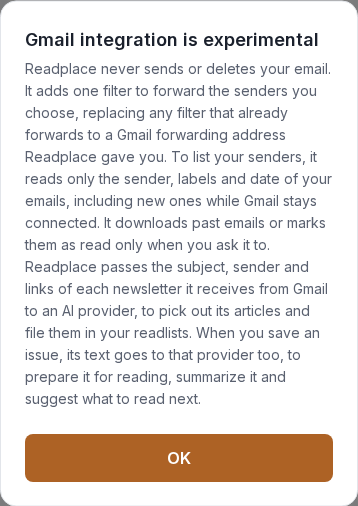 Gmail integration is experimental
Readplace never sends or deletes your email.
It adds one filter to forward the senders you
choose, replacing any filter that already
forwards to a Gmail forwarding address
Readplace gave you. To list your senders, it
reads only the sender, labels and date of your
emails, including new ones while Gmail stays
connected. It downloads past emails or marks
them as read only when you ask it to.
Readplace passes the subject, sender and
links of each newsletter it receives from Gmail
to an AI provider, to pick out its articles and
file them in your readlists. When you save an
issue, its text goes to that provider too, to
prepare it for reading, summarize it and
suggest what to read next.
OK